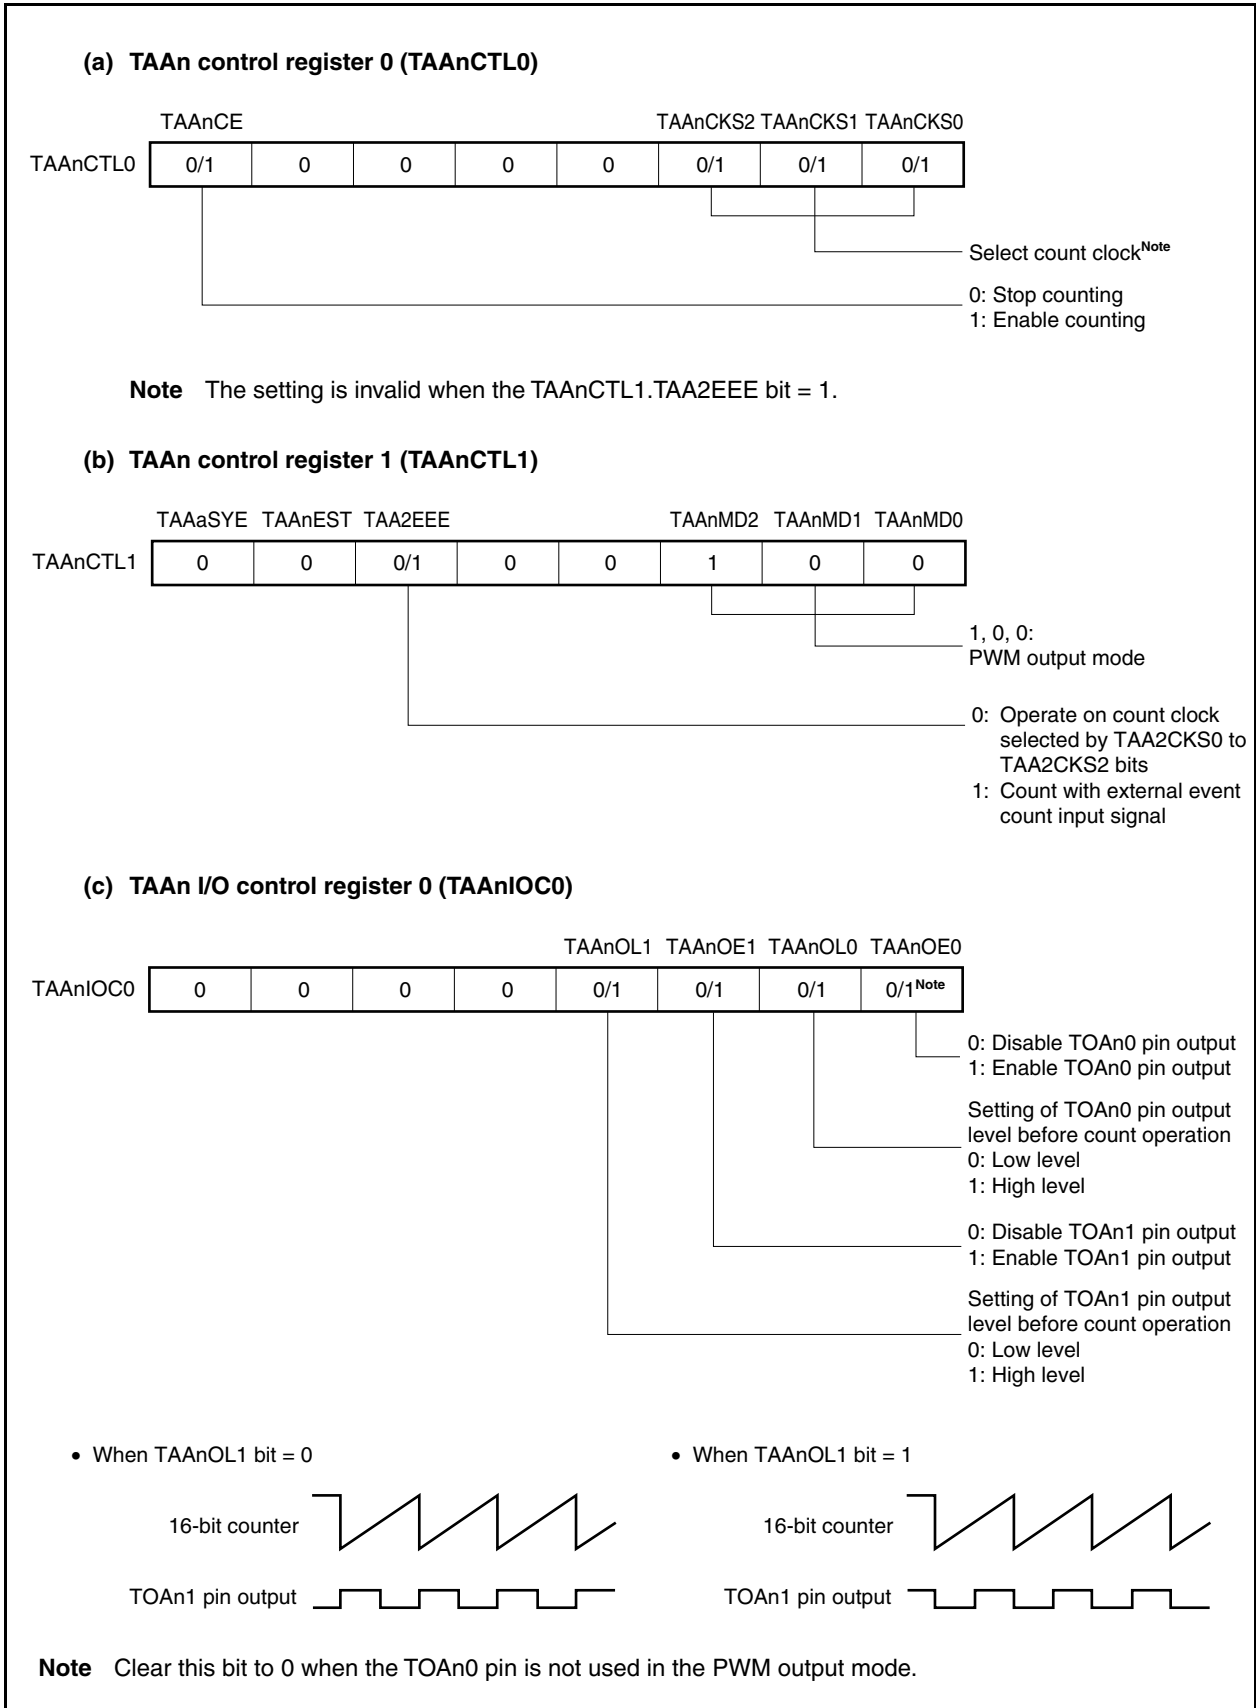 (a) TAAn control register 0 (TAAnCTL0)
TAAnCE TAAnCKS2 TAAnCKS1 TAAnCKS0
TAAnCTL0 0/1 0 0 0 0 0/1 0/1 0/1
Select count clockNote
0: Stop counting
1: Enable counting
Note The setting is invalid when the TAAnCTL1.TAA2EEE bit = 1.
(b) TAAn control register 1 (TAAnCTL1)
TAAaSYE TAAnEST TAA2EEE TAAnMD2 TAAnMD1 TAAnMD0
TAAnCTL1 0 0 0/1 0 0 1 0 0
1, 0, 0:
PWM output mode
0: Operate on count clock
selected by TAA2CKS0 to
TAA2CKS2 bits
1: Count with external event
count input signal
(c) TAAn I/O control register 0 (TAAnIOC0)
TAAnOL1 TAAnOE1 TAAnOL0 TAAnOE0
TAAnIOC0 0 0 0 0 0/1 0/1 0/1 0/1Note
0: Disable TOAn0 pin output
1: Enable TOAn0 pin output
Setting of TOAn0 pin output
level before count operation
0: Low level
1: High level
0: Disable TOAn1 pin output
1: Enable TOAn1 pin output
Setting of TOAn1 pin output
level before count operation
0: Low level
1: High level
• When TAAnOL1 bit = 0
16-bit counter
TOAn1 pin output
• When TAAnOL1 bit = 1
16-bit counter
TOAn1 pin output
Note Clear this bit to 0 when the TOAn0 pin is not used in the PWM output mode.